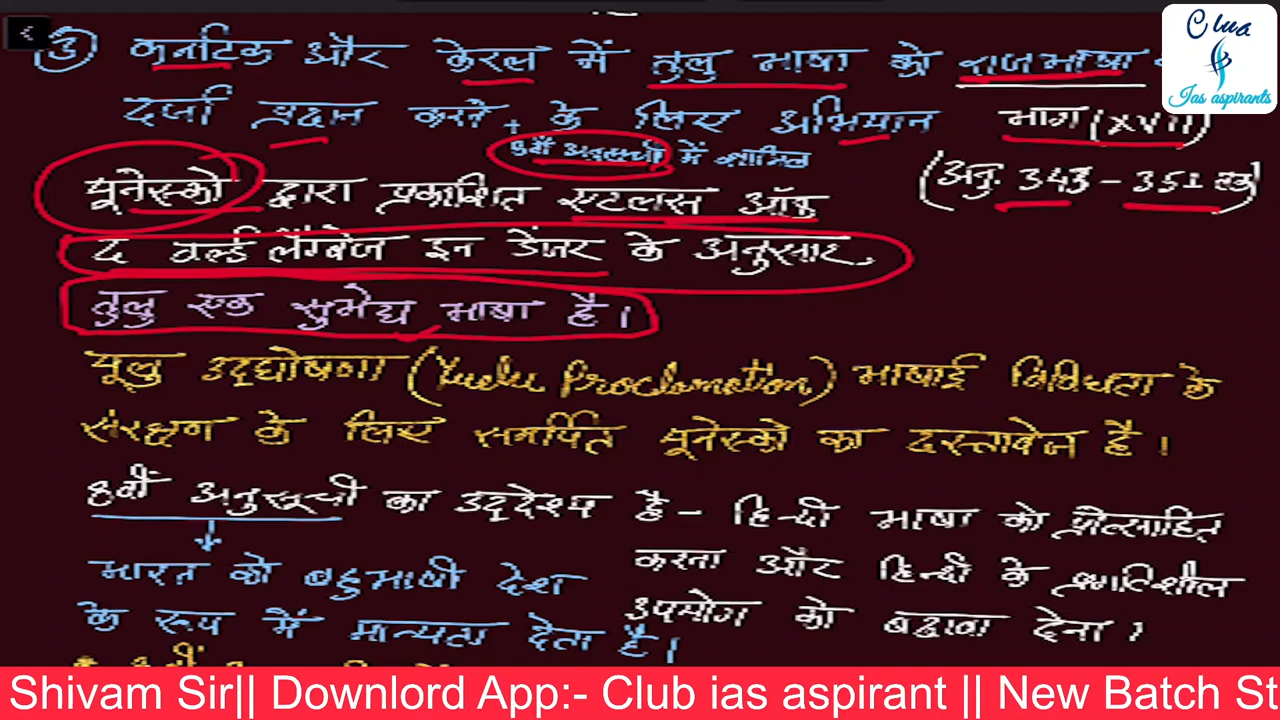 ③ कर्नाटक और केरल में तुलु भाषा को राजभाषा
दर्जा प्रदान करने + के लिए अभियान
8वीं अनुसूची में शामिल
भाग (XVII)
(अनु. 343 - 351 तक)
यूनेस्को द्वारा प्रकाशित एटलस ऑफ
द वर्ल्ड लैंग्वेज इन डेंजर के अनुसार,
तुलु एक सुभेद्य भाषा है।
यूलु उद्घोषणा (Yuelu Proclamation) भाषाई विविधता के
संरक्षण के लिए समर्पित यूनेस्को का दस्तावेज है।
8वीं अनुसूची का उद्देश्य है - हिन्दी भाषा को प्रोत्साहित
करना और हिन्दी के प्रगतिशील
उपयोग को बढ़ावा देना।
भारत को बहुभाषी देश
के रूप में मान्यता देता है।
Clua
Ias aspirants
Shivam Sir|| Downlord App:- Club ias aspirant || New Batch St